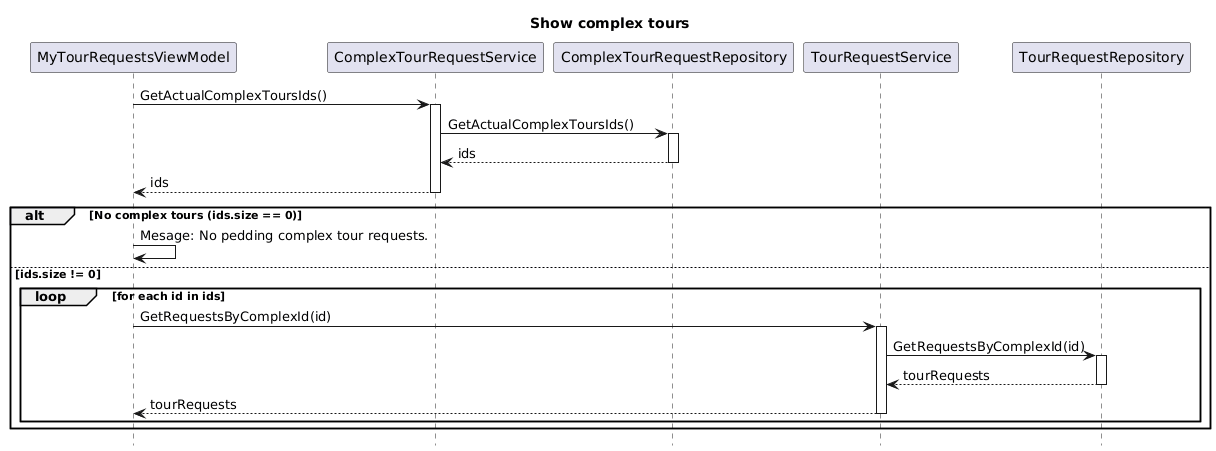 Show complex tours
MyTourRequestsViewModel
ComplexTourRequestService
ComplexTourRequestRepository
TourRequestService
TourRequestRepository
GetActualComplexToursIds()
GetActualComplexToursIds()
ids
ids
alt
[No complex tours (ids.size == 0)]
Mesage: No pedding complex tour requests.
[ids.size != 0]
loop
[for each id in ids]
GetRequestsByComplexId(id)
GetRequestsByComplexId(id)
tourRequests
tourRequests